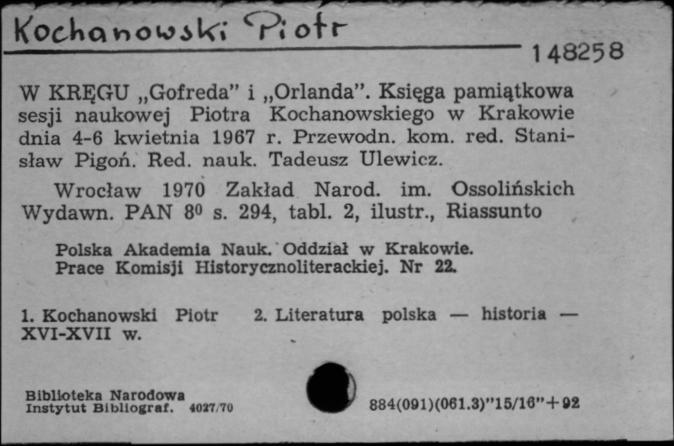 Kochanowski Piotr
148258
W KRĘGU „Gofreda” i „Orlanda”. Księga pamiątkowa
sesji naukowej Piotra Kochanowskiego w Krakowie
dnia 4-6 kwietnia 1967 r. Przewodn. kom. red. Stani-
sław Pigoń. Red. nauk. Tadeusz Ulewicz.
Wrocław 1970 Zakład Narod. im. Ossolińskich
Wydawn. PAN 8⁰ s. 294, tabl. 2, ilustr., Riassunto
Polska Akademia Nauk. Oddział w Krakowie.
Prace Komisji Historycznoliterackiej. Nr 22.
1. Kochanowski Piotr 2. Literatura polska — historia —
XVI-XVII w.
Biblioteka Narodowa
Instytut Bibliograf. 4027/70
884(091)(061.3)”15/16”+92